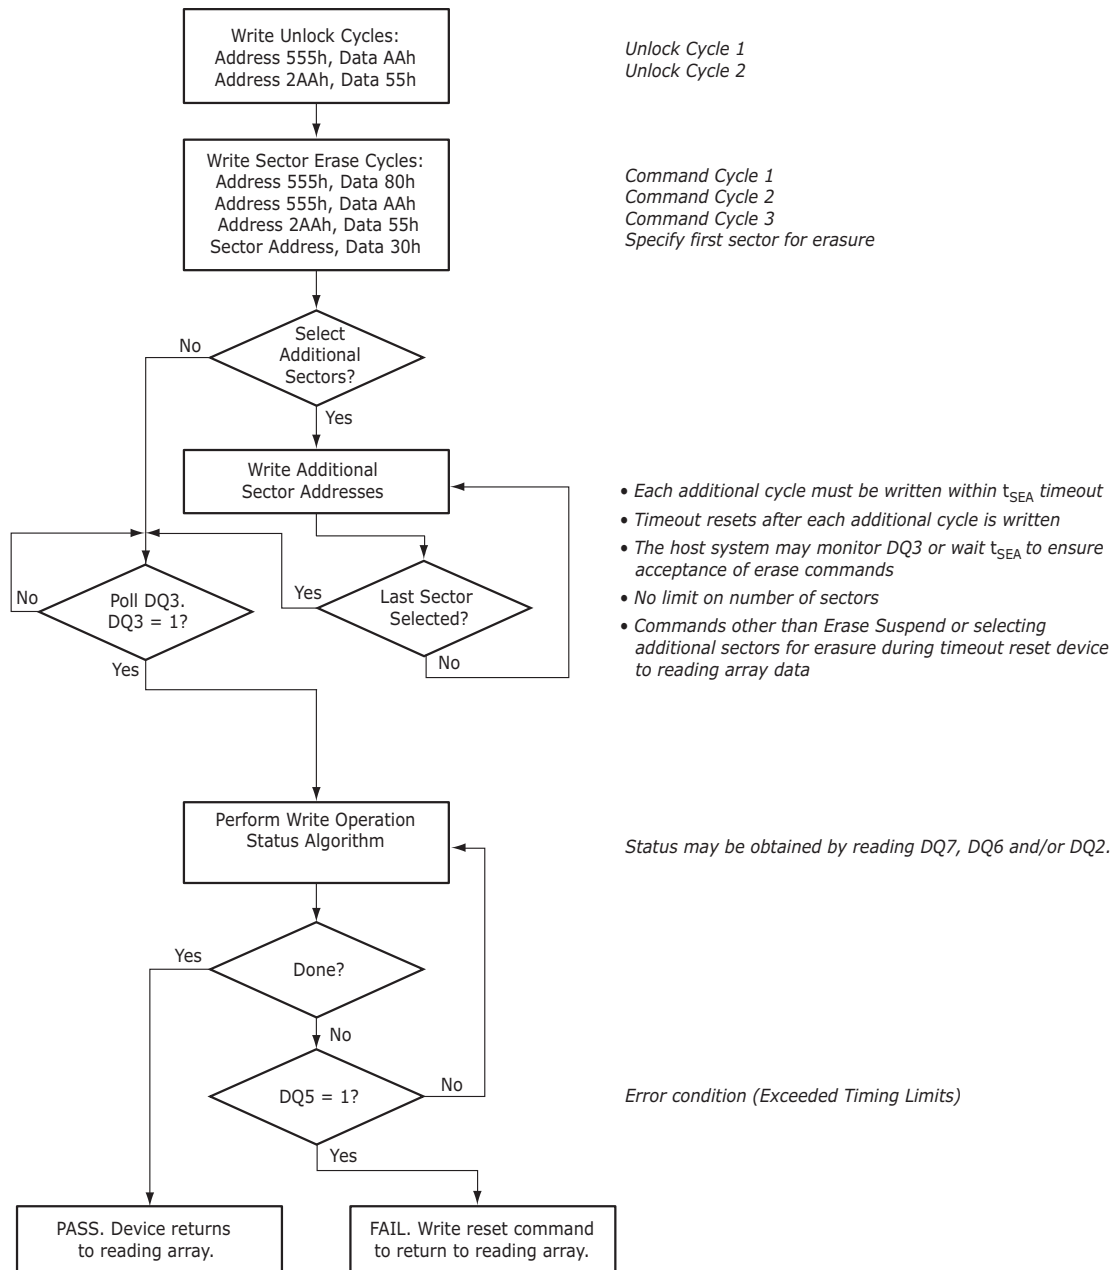 Write Unlock Cycles:
Address 555h, Data AAh
Address 2AAh, Data 55h
Unlock Cycle 1
Unlock Cycle 2
Write Sector Erase Cycles:
Address 555h, Data 80h
Address 555h, Data AAh
Address 2AAh, Data 55h
Sector Address, Data 30h
Command Cycle 1
Command Cycle 2
Command Cycle 3
Specify first sector for erasure
Select
Additional
Sectors?
No
Yes
Write Additional
Sector Addresses
• Each additional cycle must be written within tSEA timeout
• Timeout resets after each additional cycle is written
• The host system may monitor DQ3 or wait tSEA to ensure
acceptance of erase commands
• No limit on number of sectors
• Commands other than Erase Suspend or selecting
additional sectors for erasure during timeout reset device
to reading array data
No
Poll DQ3.
DQ3 = 1?
Yes
Yes
Last Sector
Selected?
No
Perform Write Operation
Status Algorithm
Status may be obtained by reading DQ7, DQ6 and/or DQ2.
Yes
Done?
No
DQ5 = 1?
No
Error condition (Exceeded Timing Limits)
Yes
PASS. Device returns
to reading array.
FAIL. Write reset command
to return to reading array.